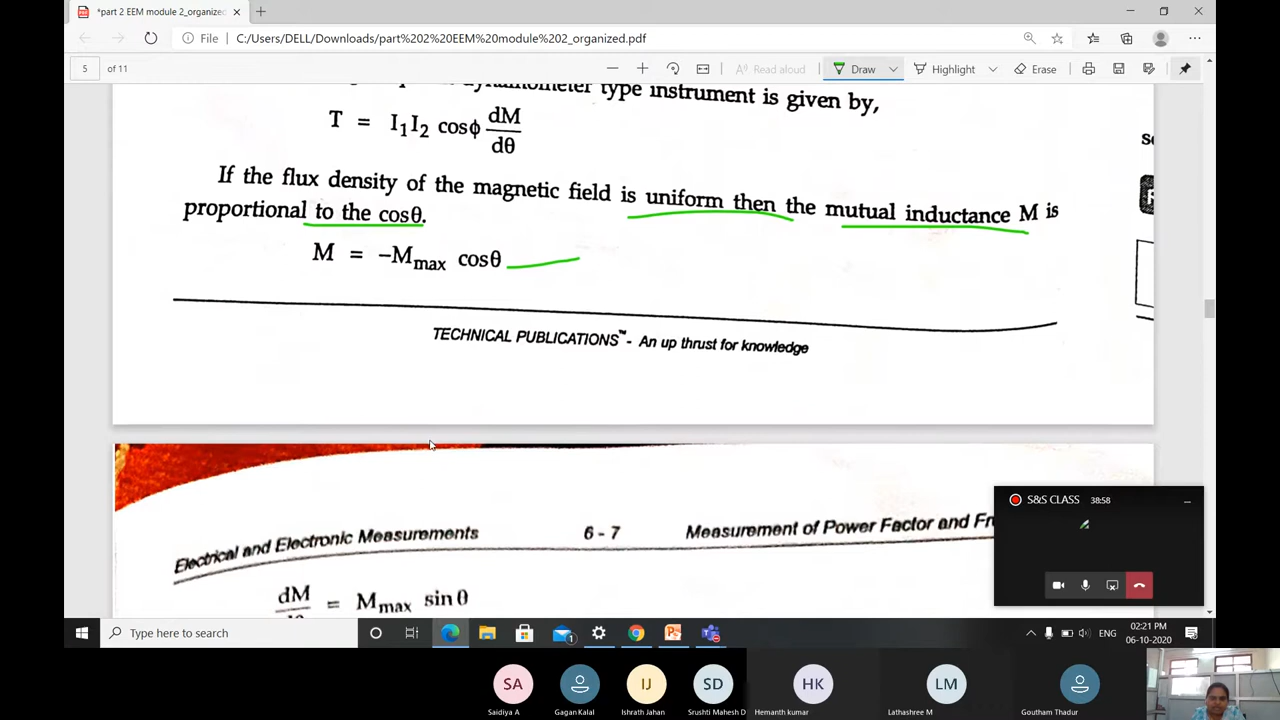 *part 2 EEM module 2_organized
File
C:/Users/DELL/Downloads/part%202%20EEM%20module%202_organized.pdf
5 of 11
Read aloud
Draw
Highlight
Erase
type instrument is given by,
T = I1I2 cosϕ dM/dθ
If the flux density of the magnetic field is uniform then the mutual inductance M is
proportional to the cosθ.
M = -Mmax cosθ
TECHNICAL PUBLICATIONS™- An up thrust for knowledge
Electrical and Electronic Measurements 6 - 7 Measurement of Power Factor and
dM = Mmax sinθ
S&S CLASS 38:58
Type here to search
ENG
02:21 PM
06-10-2020
1
SA
IJ
SD
HK
LM
Saidiya A
Gagan Kalal
Ishrath Jahan
Srushti Mahesh D
Hemanth kumar
Lathashree M
Goutham Thadur